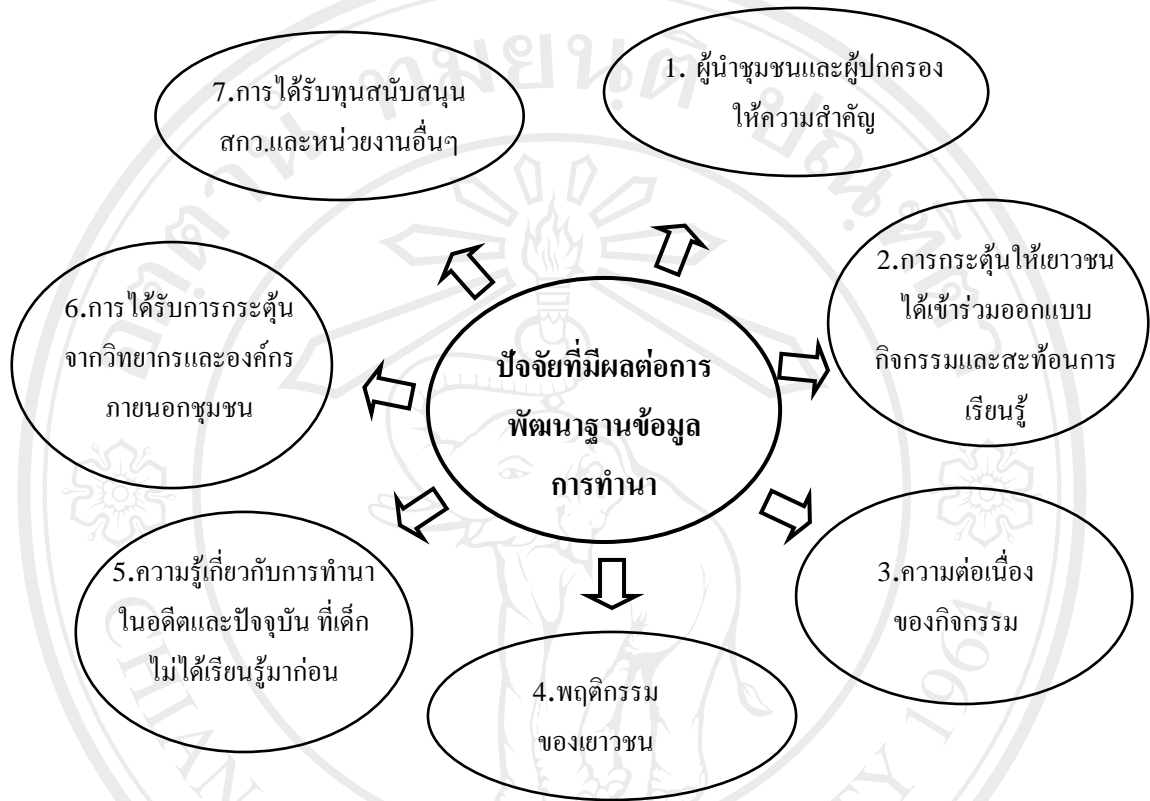 1. ผู้นำชุมชนและผู้ปกครอง
ให้ความสำคัญ
2.การกระตุ้นให้เยาวชน
ได้เข้าร่วมออกแบบ
กิจกรรมและสะท้อนการ
เรียนรู้
3.ความต่อเนื่อง
ของกิจกรรม
4.พฤติกรรม
ของเยาวชน
5.ความรู้เกี่ยวกับการทำนา
ในอดีตและปัจจุบัน ที่เด็ก
ไม่ได้เรียนรู้มาก่อน
6.การได้รับการกระตุ้น
จากวิทยากรและองค์กร
ภายนอกชุมชน
7.การได้รับทุนสนับสนุน
สกว.และหน่วยงานอื่นๆ
ปัจจัยที่มีผลต่อการ
พัฒนาฐานข้อมูล
การทำนา
1964